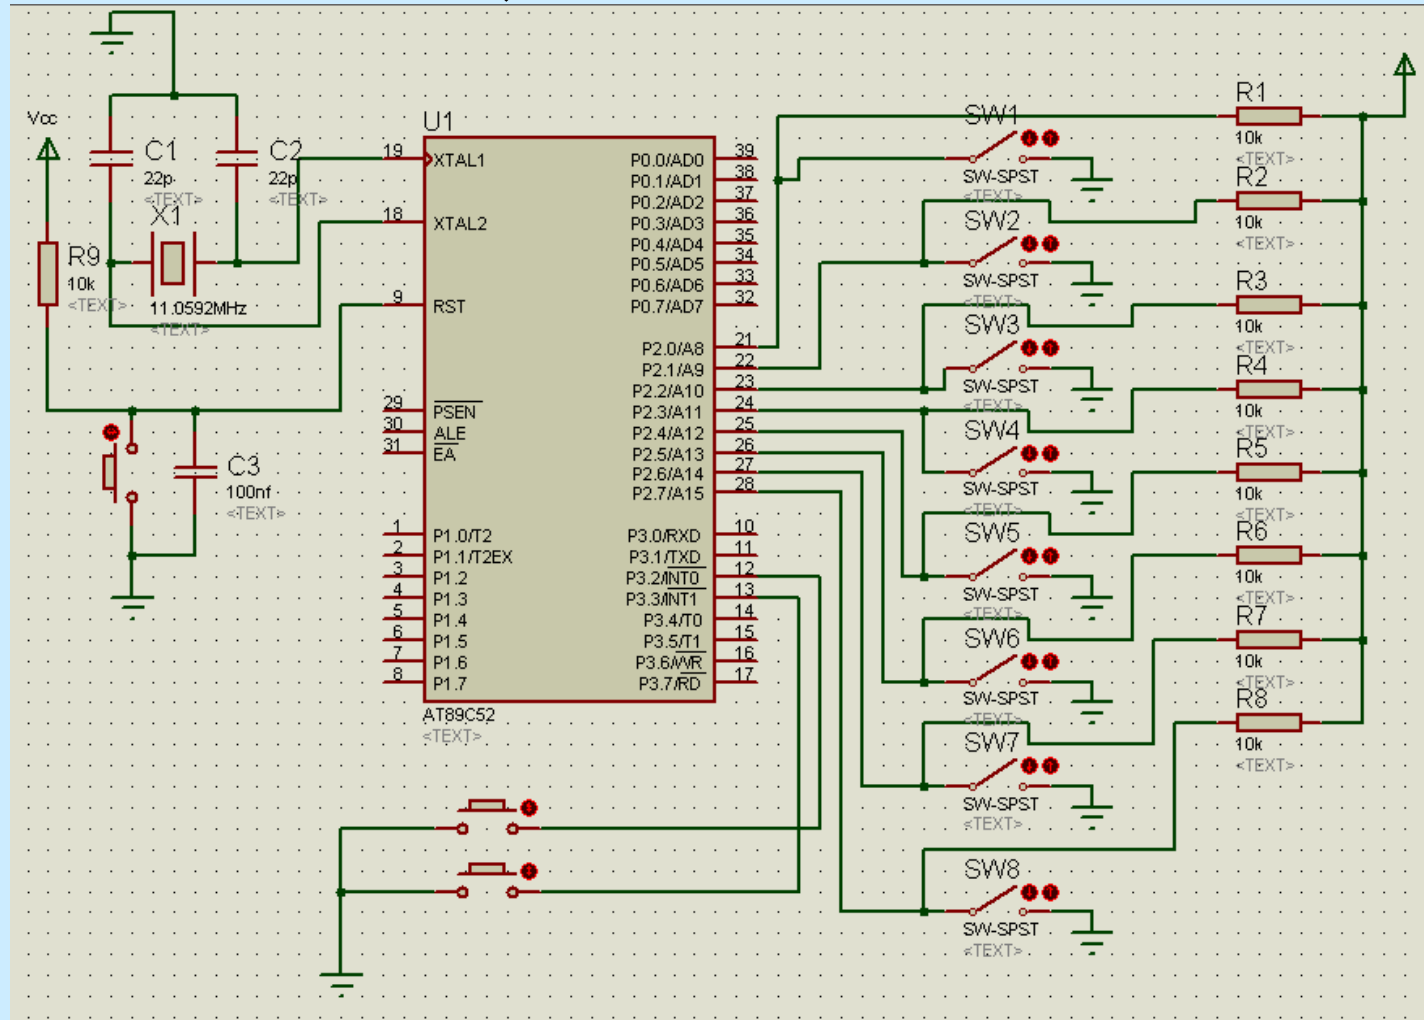 Vcc
C1
22p
<TEXT>
C2
22p
<TEXT>
X1
11.0592MHz
<TEXT>
R9
10k
<TEXT>
C3
100nf
<TEXT>
U1
19
XTAL1
18
XTAL2
9
RST
29
PSEN
30
ALE
31
EA
1
P1.0/T2
2
P1.1/T2EX
3
P1.2
4
P1.3
5
P1.4
6
P1.5
7
P1.6
8
P1.7
P0.0/AD0
39
P0.1/AD1
38
P0.2/AD2
37
P0.3/AD3
36
P0.4/AD4
35
P0.5/AD5
34
P0.6/AD6
33
P0.7/AD7
32
P2.0/A8
21
P2.1/A9
22
P2.2/A10
23
P2.3/A11
24
P2.4/A12
25
P2.5/A13
26
P2.6/A14
27
P2.7/A15
28
P3.0/RXD
10
P3.1/TXD
11
P3.2/INT0
12
P3.3/INT1
13
P3.4/T0
14
P3.5/T1
15
P3.6/WR
16
P3.7/RD
17
AT89C52
<TEXT>
SW1
SW-SPST
<TEXT>
SW2
SW-SPST
<TEXT>
SW3
SW-SPST
<TEXT>
SW4
SW-SPST
<TEXT>
SW5
SW-SPST
<TEXT>
SW6
SW-SPST
<TEXT>
SW7
SW-SPST
<TEXT>
SW8
SW-SPST
<TEXT>
R1
10k
<TEXT>
R2
10k
<TEXT>
R3
10k
<TEXT>
R4
10k
<TEXT>
R5
10k
<TEXT>
R6
10k
<TEXT>
R7
10k
<TEXT>
R8
10k
<TEXT>